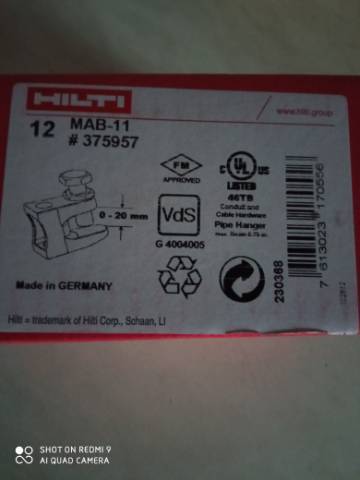 HILTI
www.hilti.group
12 MAB-11
# 375957
FM
APPROVED
C UL US
LISTED
46TB
Conduit and
Cable Hardware
Pipe Hanger
0 - 20 mm
VdS
G 4004005
Made in GERMANY
230368
7 613023 170556
Hilti = trademark of Hilti Corp., Schaan, LI
SHOT ON REDMI 9
AI QUAD CAMERA